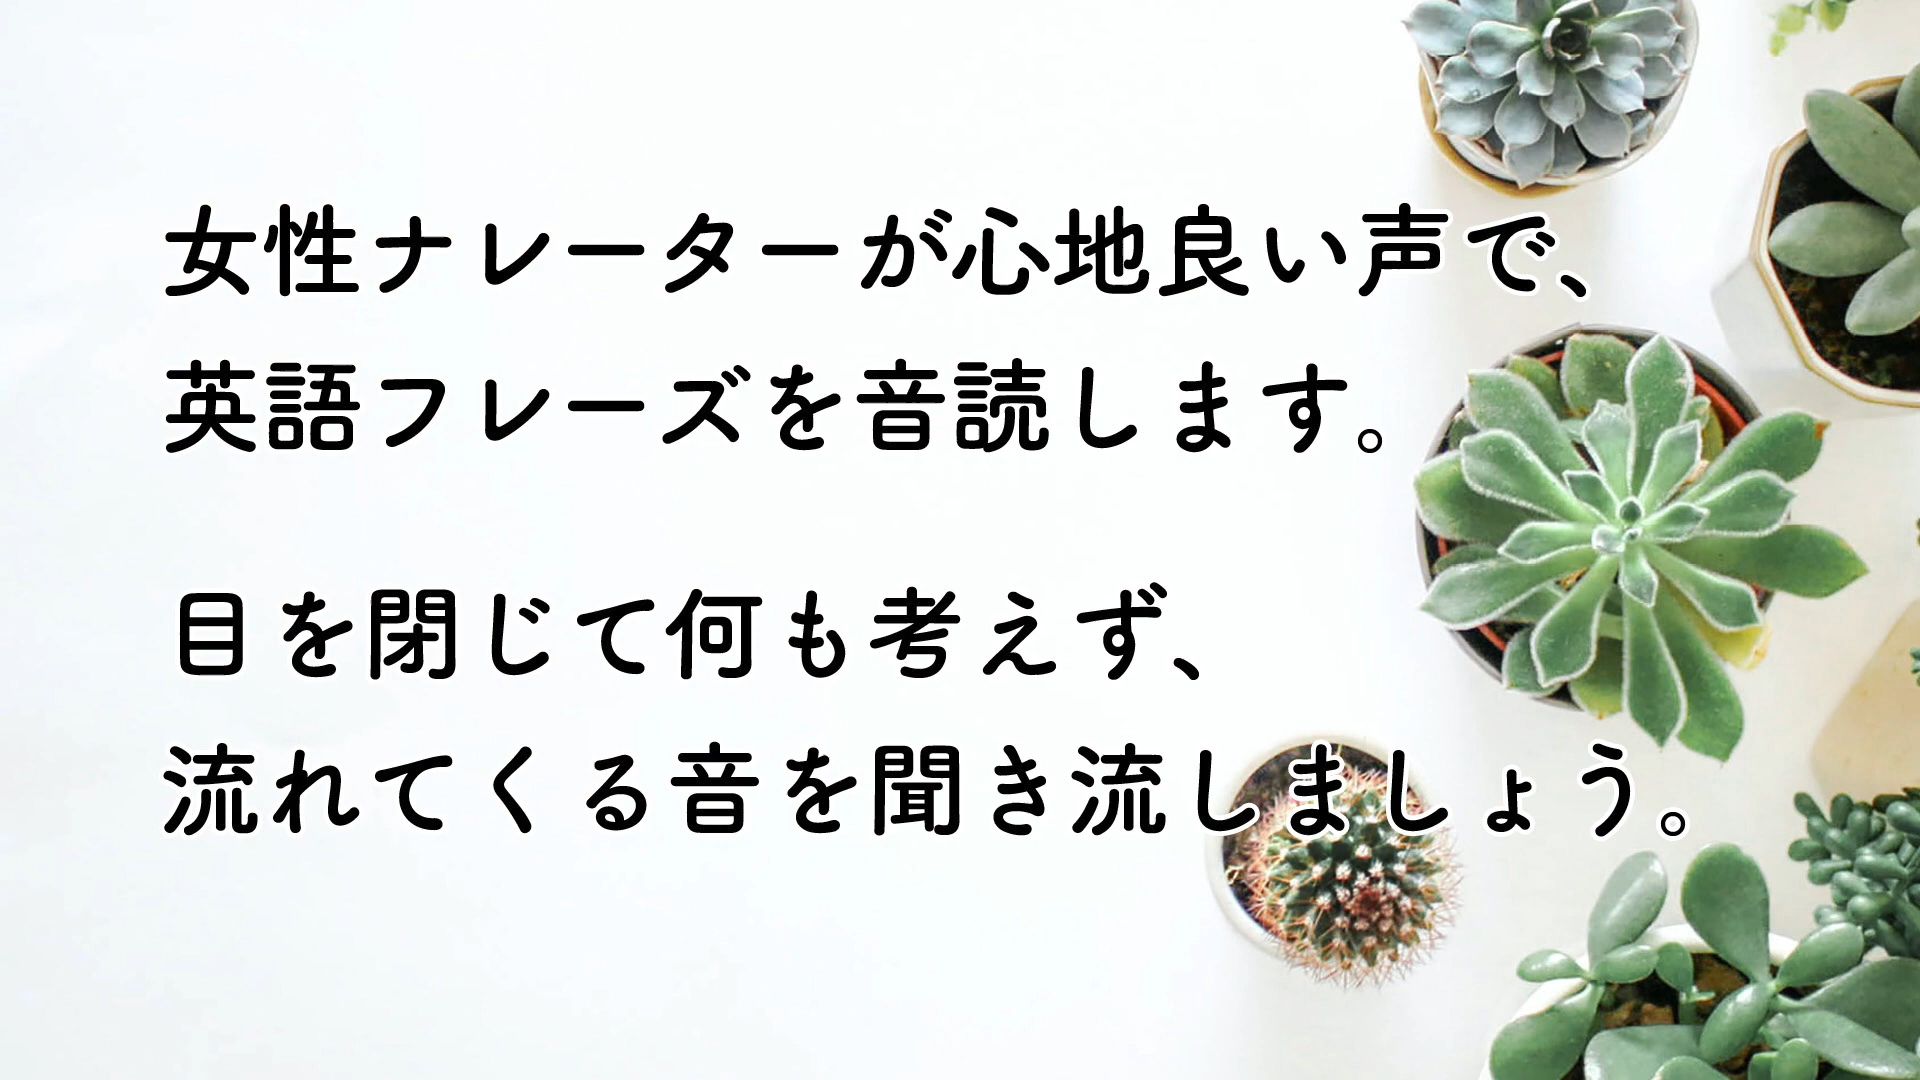 女性ナレーターが心地良い声で、
英語フレーズを音読します。
目を閉じて何も考えず、
流れてくる音を聞き流しましょう。